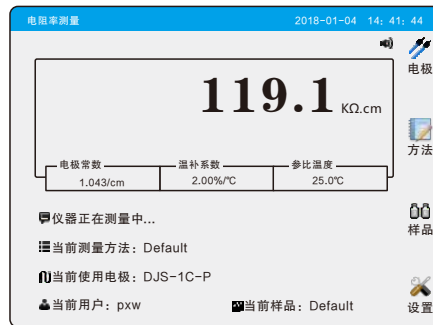 电阻率测量 2018-01-04 14:41:44
电极
119.1 KΩ.cm
方法
电极常数 温补系数 参比温度
1.043/cm 2.00%/℃ 25.0℃
样品
仪器正在测量中...
当前测量方法：Default
当前使用电极：DJS-1C-P
当前用户：pxw 当前样品：Default
设置